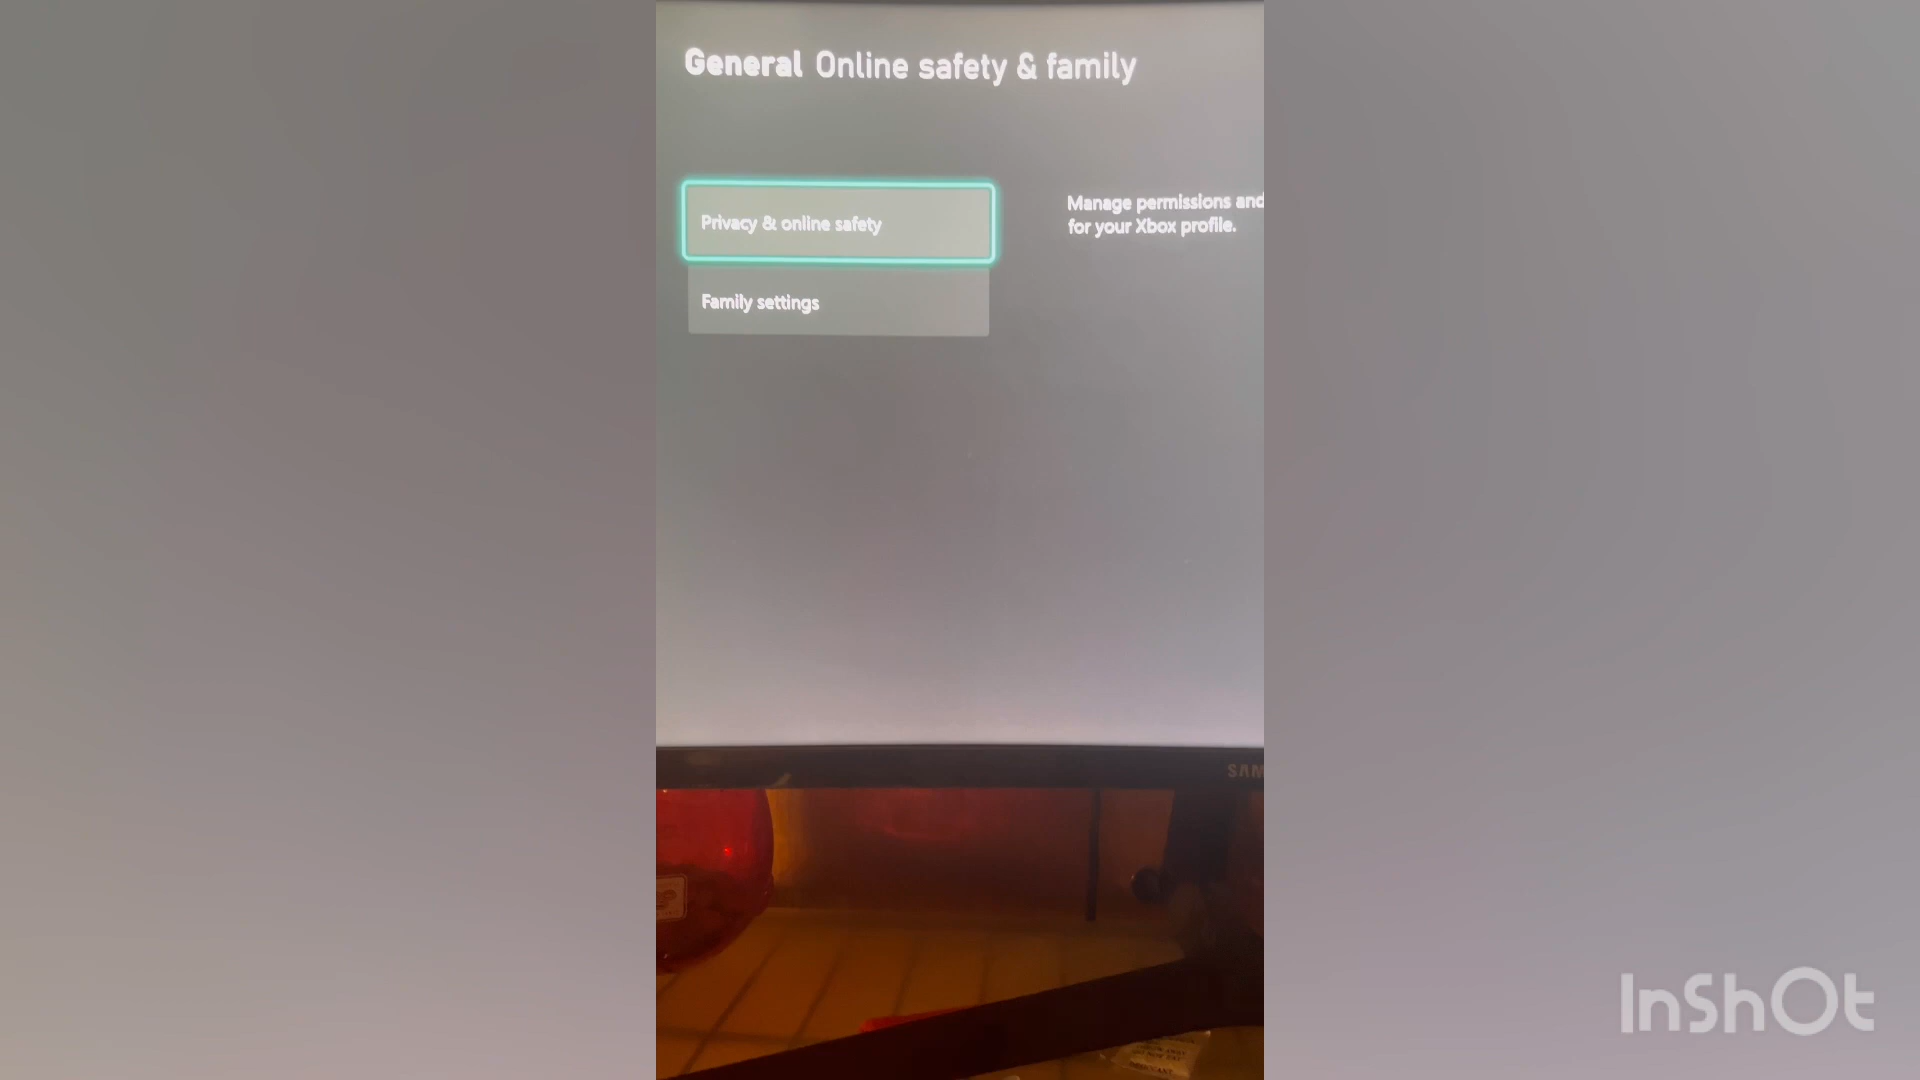 General Online safety & family
Privacy & online safety
Manage permissions and
for your Xbox profile.
Family settings
SAM
InShOt